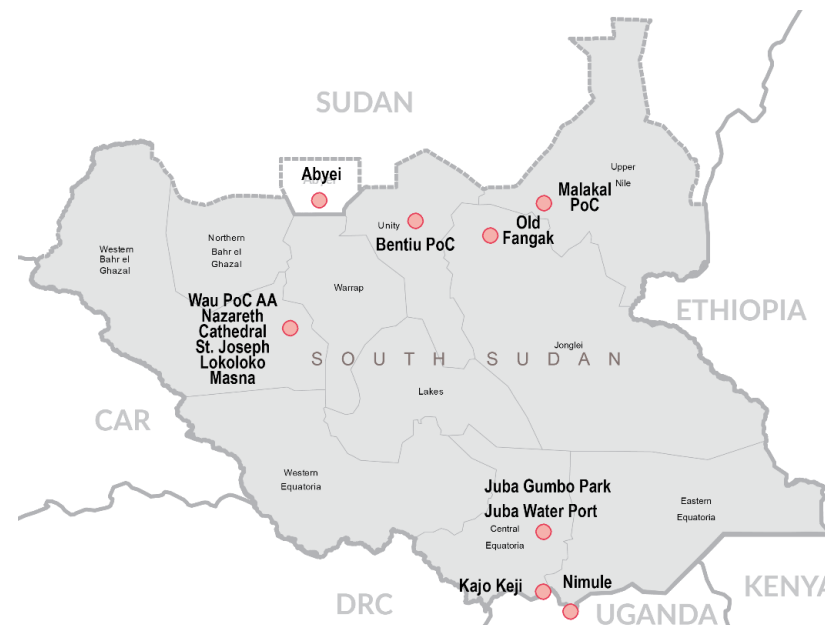 SUDAN
Abyei
Upper
Nile
Malakal
PoC
Unity
Bentiu PoC
Old
Fangak
Western
Bahr el
Ghazal
Northern
Bahr el
Ghazal
Warrap
Wau PoC AA
Nazareth
Cathedral
St. Joseph
Lokoloko
Masna
ETHIOPIA
Jonglei
SOUTH SUDAN
Lakes
CAR
Western
Equatoria
Juba Gumbo Park
Juba Water Port
Central
Equatoria
Eastern
Equatoria
Kajo Keji
Nimule
DRC
UGANDA
KENYA